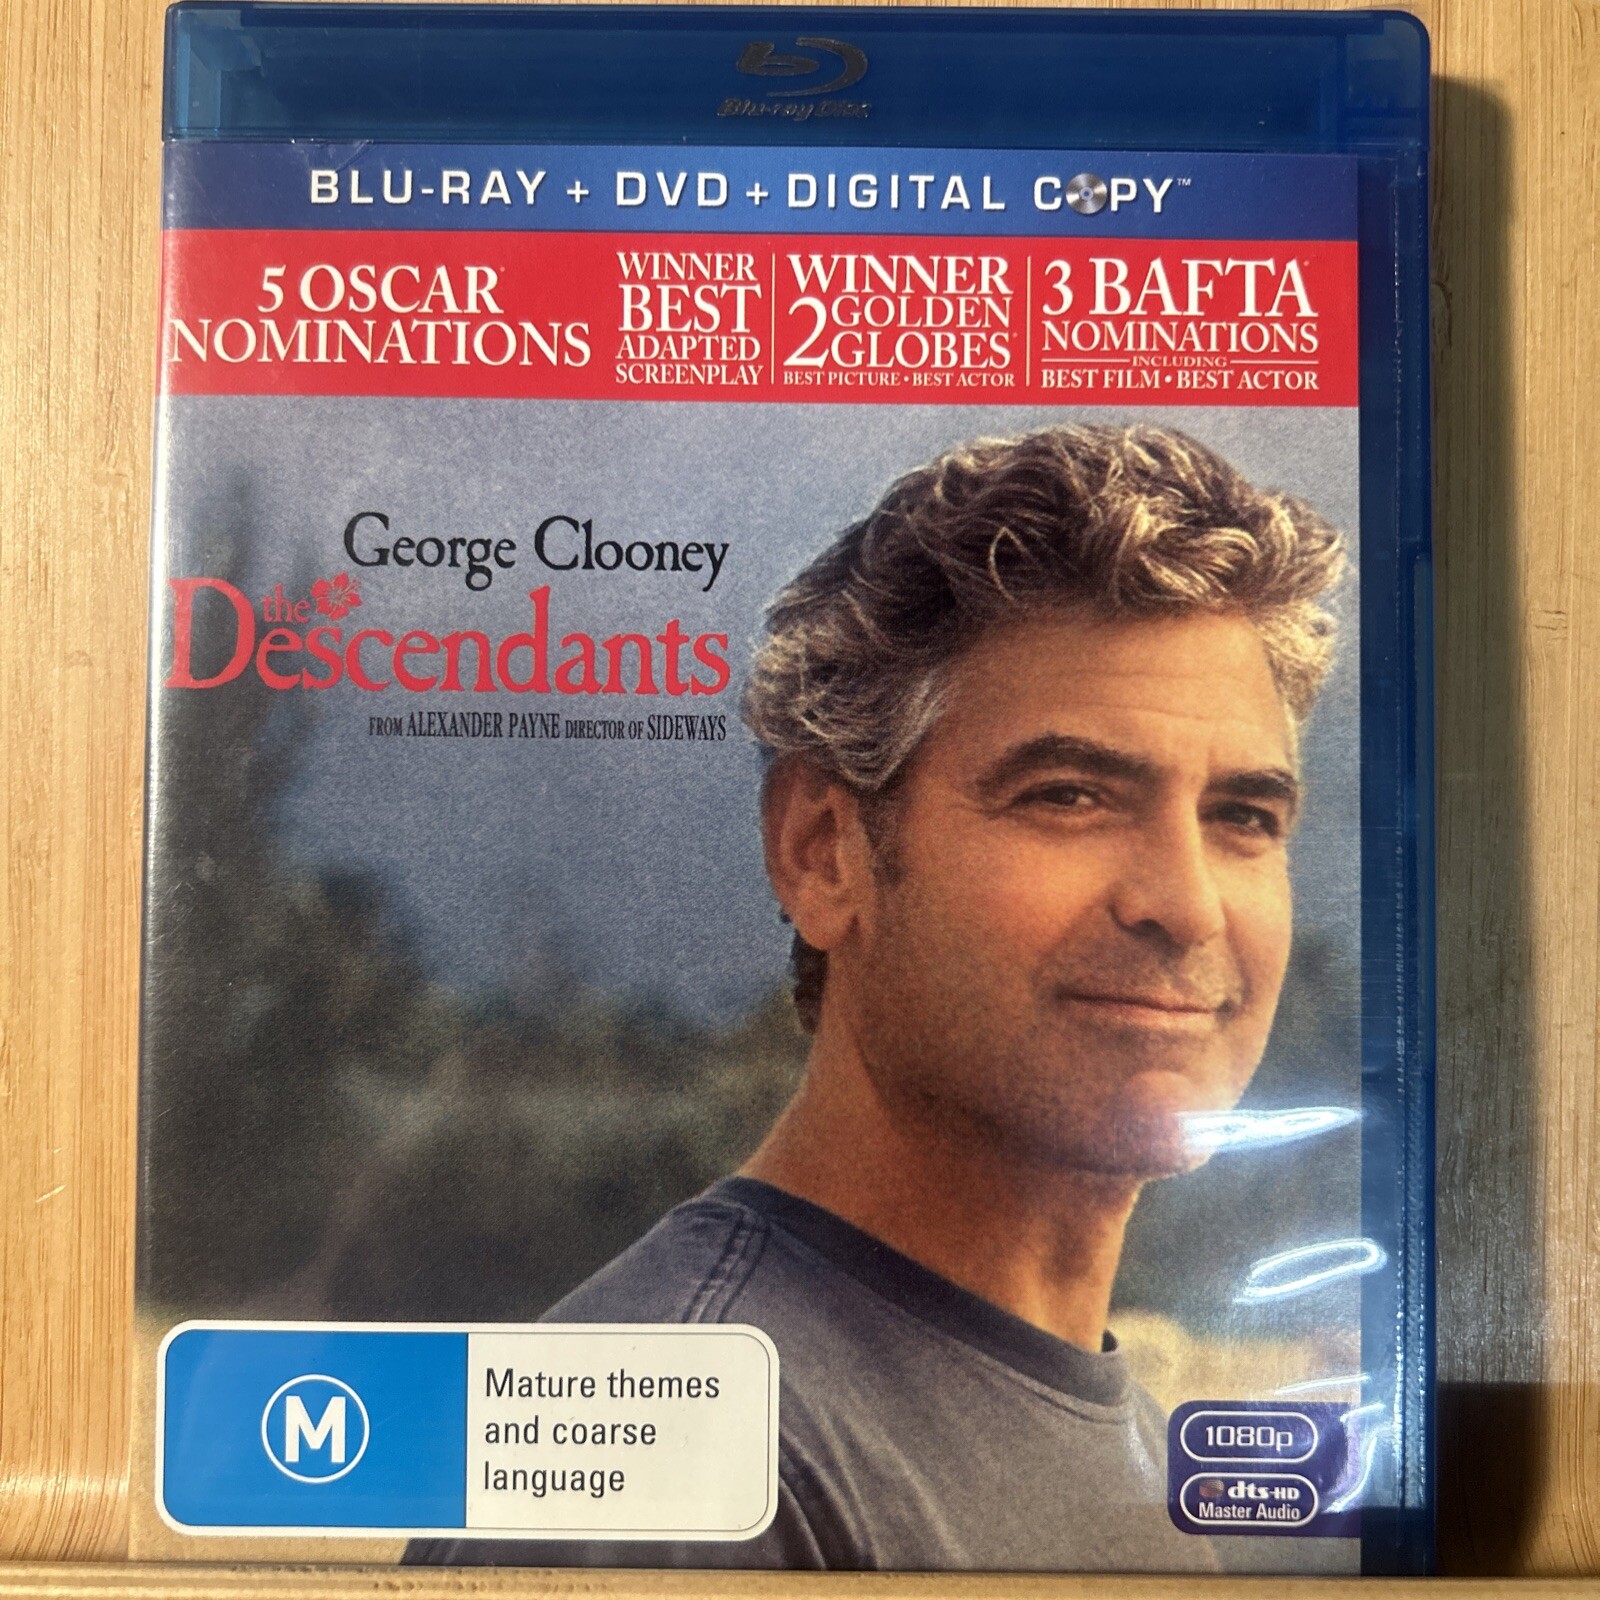 Blu-ray Disc
BLU-RAY + DVD + DIGITAL COPY™
5 OSCAR®
NOMINATIONS
WINNER
BEST
ADAPTED
SCREENPLAY
WINNER
2 GOLDEN
GLOBES®
BEST PICTURE • BEST ACTOR
3 BAFTA
NOMINATIONS
INCLUDING
BEST FILM • BEST ACTOR
George Clooney
the
Descendants
FROM ALEXANDER PAYNE DIRECTOR OF SIDEWAYS
M
Mature themes
and coarse
language
1080p
dts-HD
Master Audio